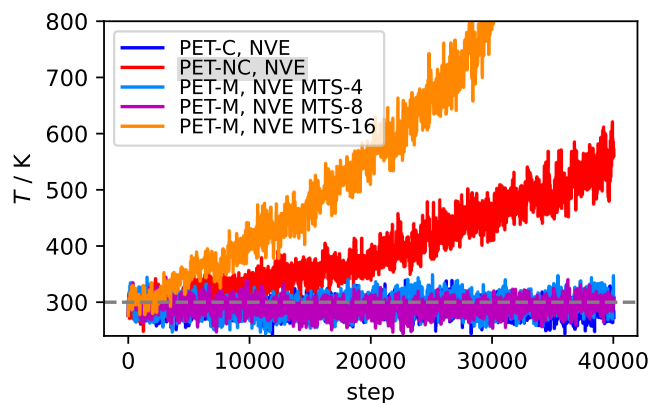 800
700
600
500
400
300
T / K
PET-C, NVE
PET-NC, NVE
PET-M, NVE MTS-4
PET-M, NVE MTS-8
PET-M, NVE MTS-16
0
10000
20000
30000
40000
step